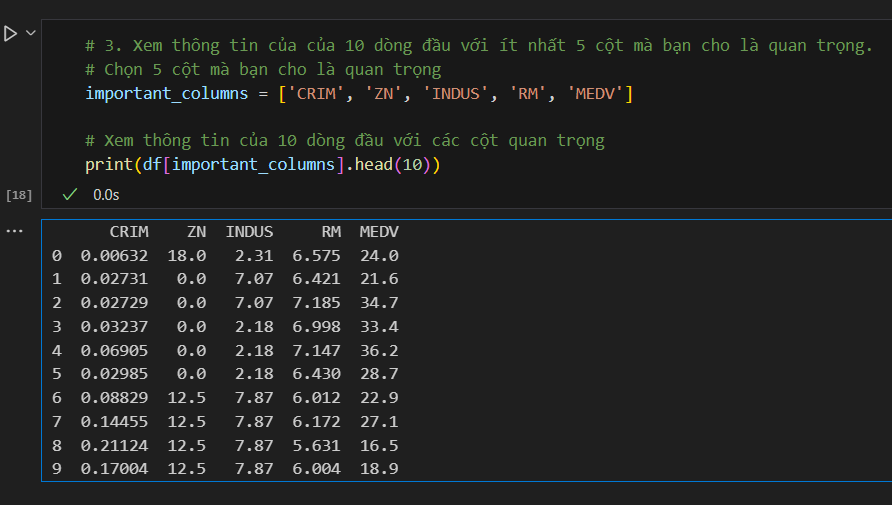 # 3. Xem thông tin của của 10 dòng đầu với ít nhất 5 cột mà bạn cho là quan trọng.
# Chọn 5 cột mà bạn cho là quan trọng
important_columns = ['CRIM', 'ZN', 'INDUS', 'RM', 'MEDV']
# Xem thông tin của 10 dòng đầu với các cột quan trọng
print(df[important_columns].head(10))
[18] ✓ 0.0s
...
CRIM ZN INDUS RM MEDV
0 0.00632 18.0 2.31 6.575 24.0
1 0.02731 0.0 7.07 6.421 21.6
2 0.02729 0.0 7.07 7.185 34.7
3 0.03237 0.0 2.18 6.998 33.4
4 0.06905 0.0 2.18 7.147 36.2
5 0.02985 0.0 2.18 6.430 28.7
6 0.08829 12.5 7.87 6.012 22.9
7 0.14455 12.5 7.87 6.172 27.1
8 0.21124 12.5 7.87 5.631 16.5
9 0.17004 12.5 7.87 6.004 18.9